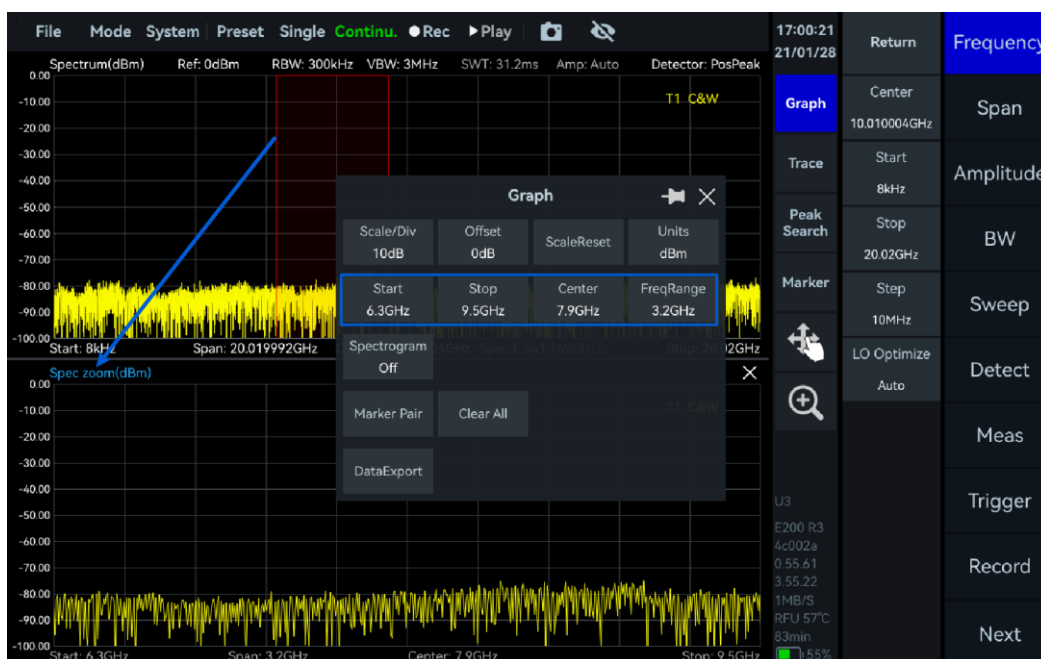 File Mode System Preset Single Continu. Rec Play
Spectrum(dBm) Ref: 0dBm RBW: 300kHz VBW: 3MHz SWT: 31.2ms Amp: Auto Detector: PosPeak
0.00
T1 C&W
-10.00
-20.00
-30.00
-40.00
-50.00
-60.00
-70.00
-80.00
-90.00
-100.00
Start: 8kHz Span: 20.019992GHz
Spec zoom(dBm)
0.00
T1 C&W
-10.00
-20.00
-30.00
-40.00
-50.00
-60.00
-70.00
-80.00
-90.00
-100.00
Start: 6.3GHz Span: 3.2GHz Center: 7.9GHz Stop: 9.5GHz
Graph
Scale/Div Offset ScaleReset Units
10dB 0dB dBm
Start Stop Center FreqRange
6.3GHz 9.5GHz 7.9GHz 3.2GHz
Spectrogram
Off
Marker Pair Clear All
DataExport
17:00:21
21/01/28
Graph
Trace
Peak
Search
Marker
U3
E200 R3
4c002a
0.55.61
3.55.22
1MB/S
RFU 57°C
83min
55%
Return
Center
10.010004GHz
Start
8kHz
Stop
20.02GHz
Step
10MHz
LO Optimize
Auto
Frequency
Span
Amplitude
BW
Sweep
Detect
Meas
Trigger
Record
Next